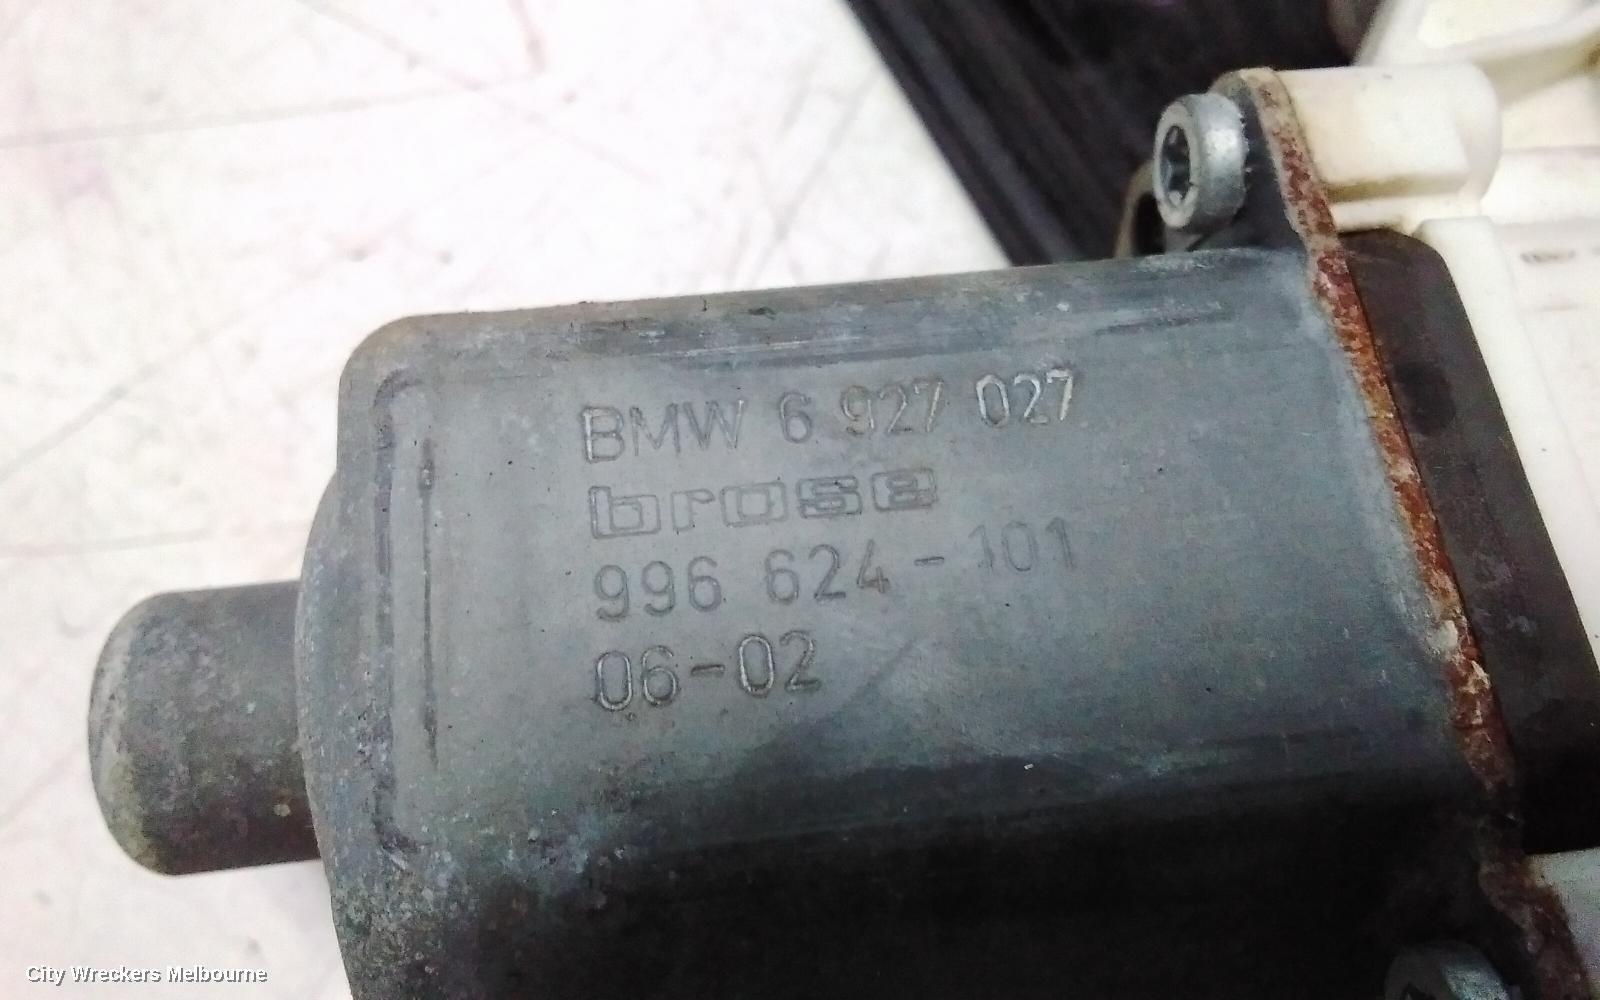 BMW 6 927 027
brose
996 624-101
06-02
City Wreckers Melbourne